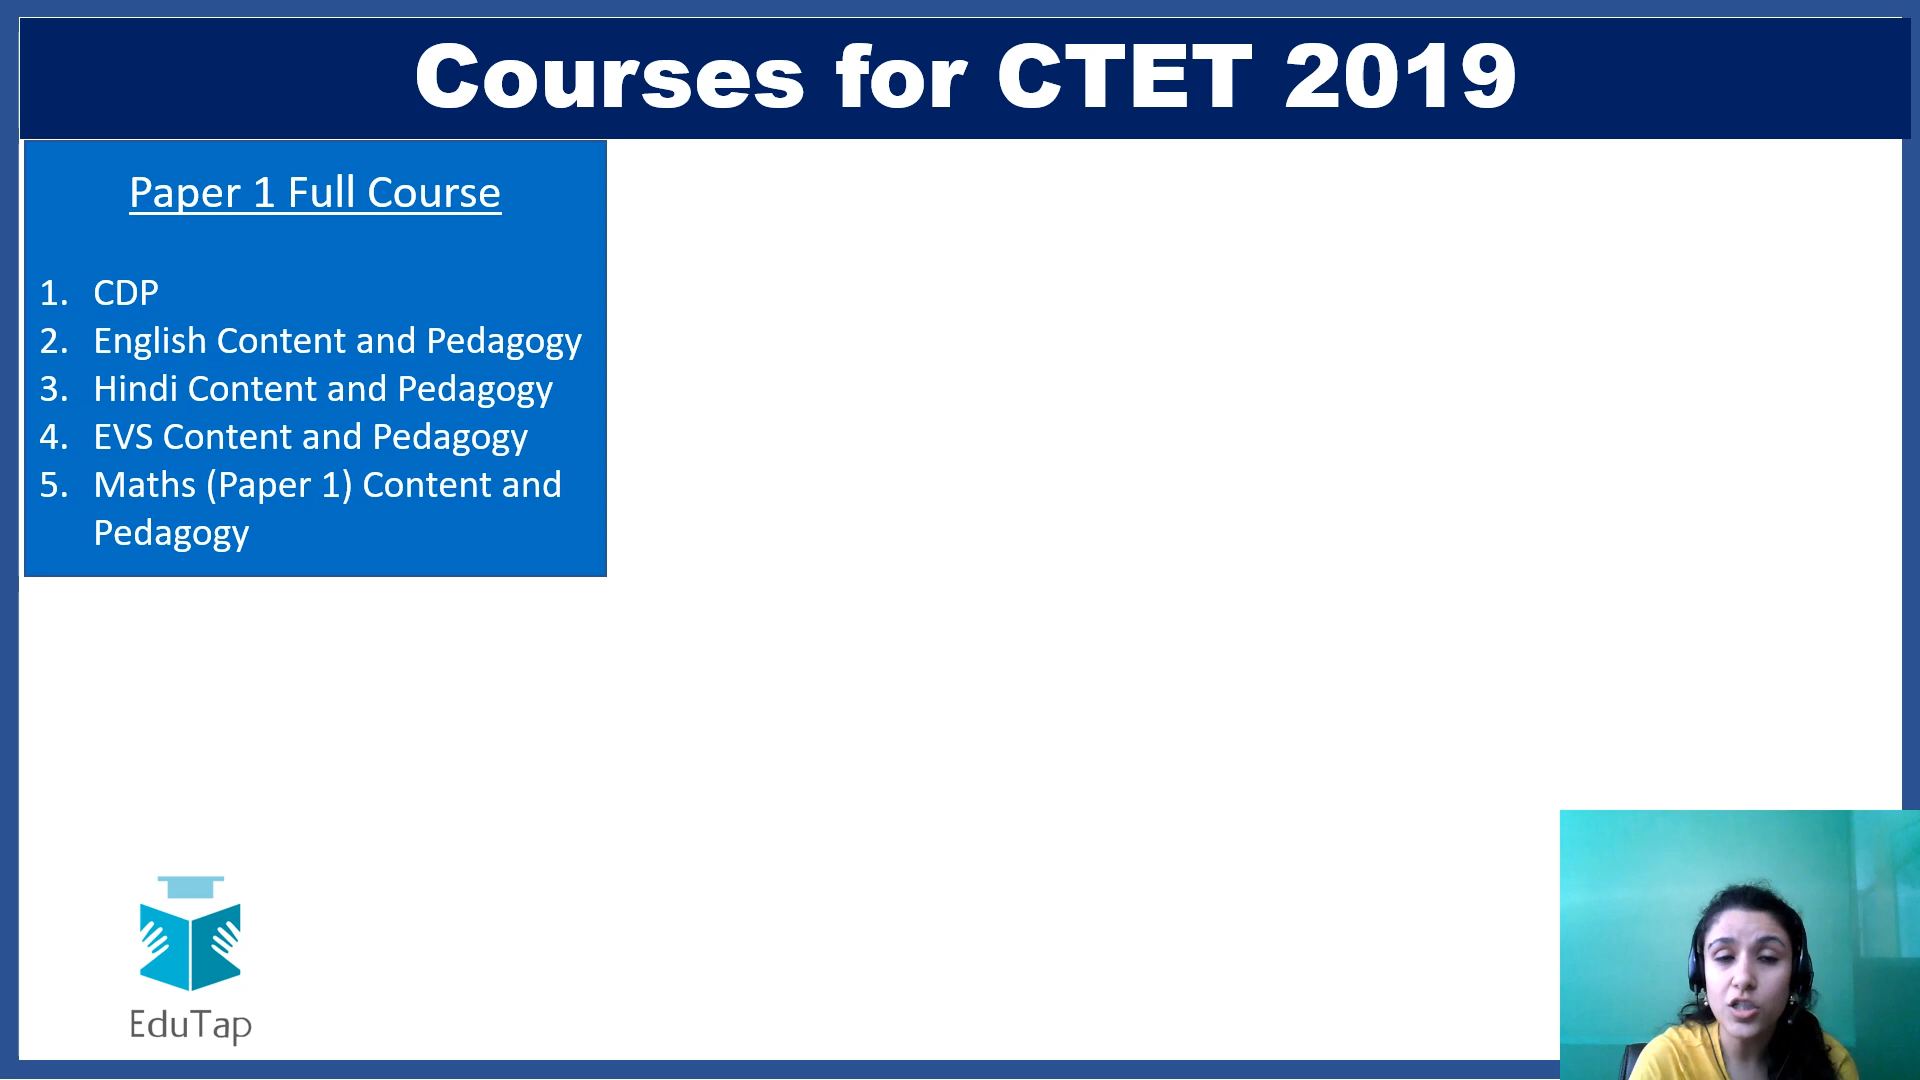 Courses for CTET 2019
Paper 1 Full Course
1. CDP
2. English Content and Pedagogy
3. Hindi Content and Pedagogy
4. EVS Content and Pedagogy
5. Maths (Paper 1) Content and
Pedagogy
EduTap